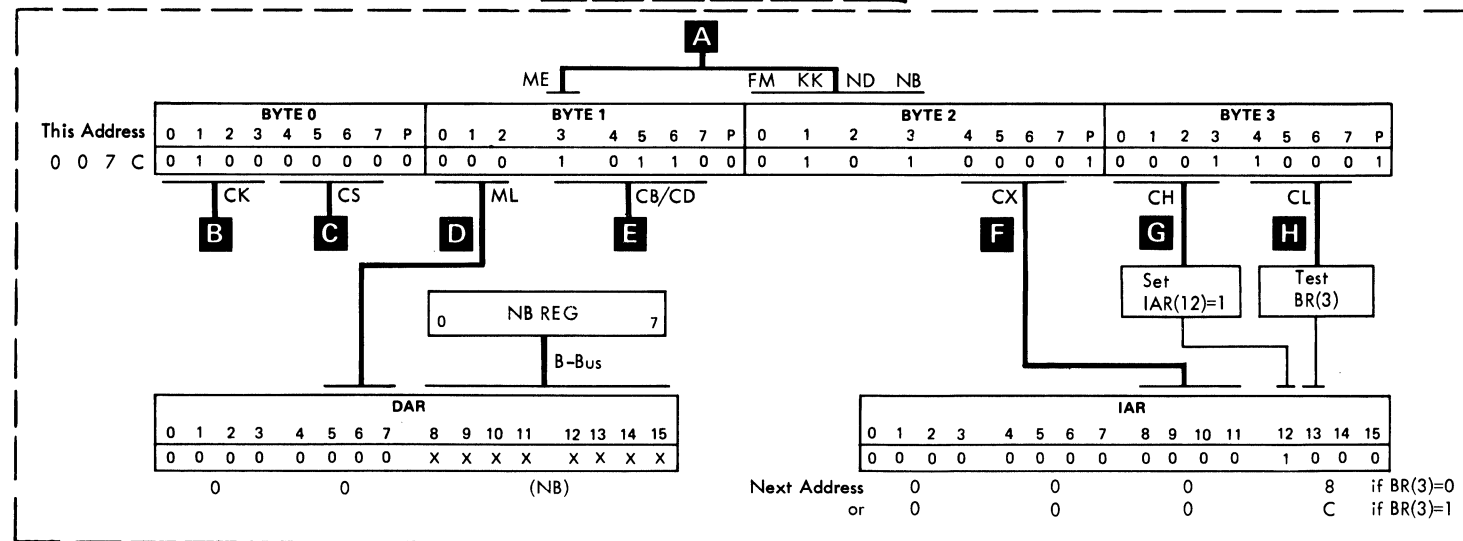 A
ME FM KK ND NB
BYTE 0 BYTE 1 BYTE 2 BYTE 3
This Address 0 1 2 3 4 5 6 7 P 0 1 2 3 4 5 6 7 P 0 1 2 3 4 5 6 7 P 0 1 2 3 4 5 6 7 P
0 0 7 C 0 1 0 0 0 0 0 0 0 0 0 0 1 0 1 1 0 0 0 1 0 1 0 0 0 0 1 0 0 0 1 1 0 0 0 1
CK CS ML CB/CD CX CH CL
B C D E F G H
Set
IAR(12)=1
Test
BR(3)
0 NB REG 7
B-Bus
DAR
0 1 2 3 4 5 6 7 8 9 10 11 12 13 14 15
0 0 0 0 0 0 0 0 X X X X X X X X
0 0 (NB)
IAR
0 1 2 3 4 5 6 7 8 9 10 11 12 13 14 15
0 0 0 0 0 0 0 0 0 0 0 0 1 0 0 0
Next Address 0 0 0 8 if BR(3)=0
or 0 0 0 C if BR(3)=1